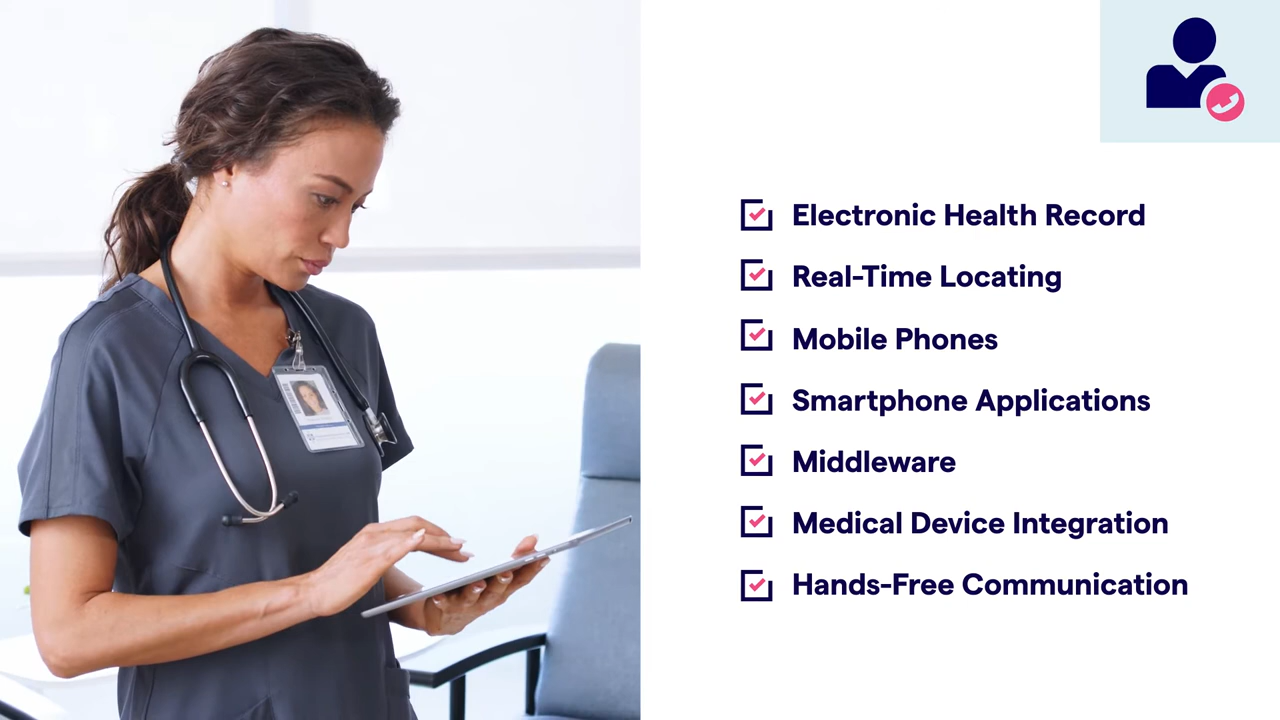 Electronic Health Record
Real-Time Locating
Mobile Phones
Smartphone Applications
Middleware
Medical Device Integration
Hands-Free Communication